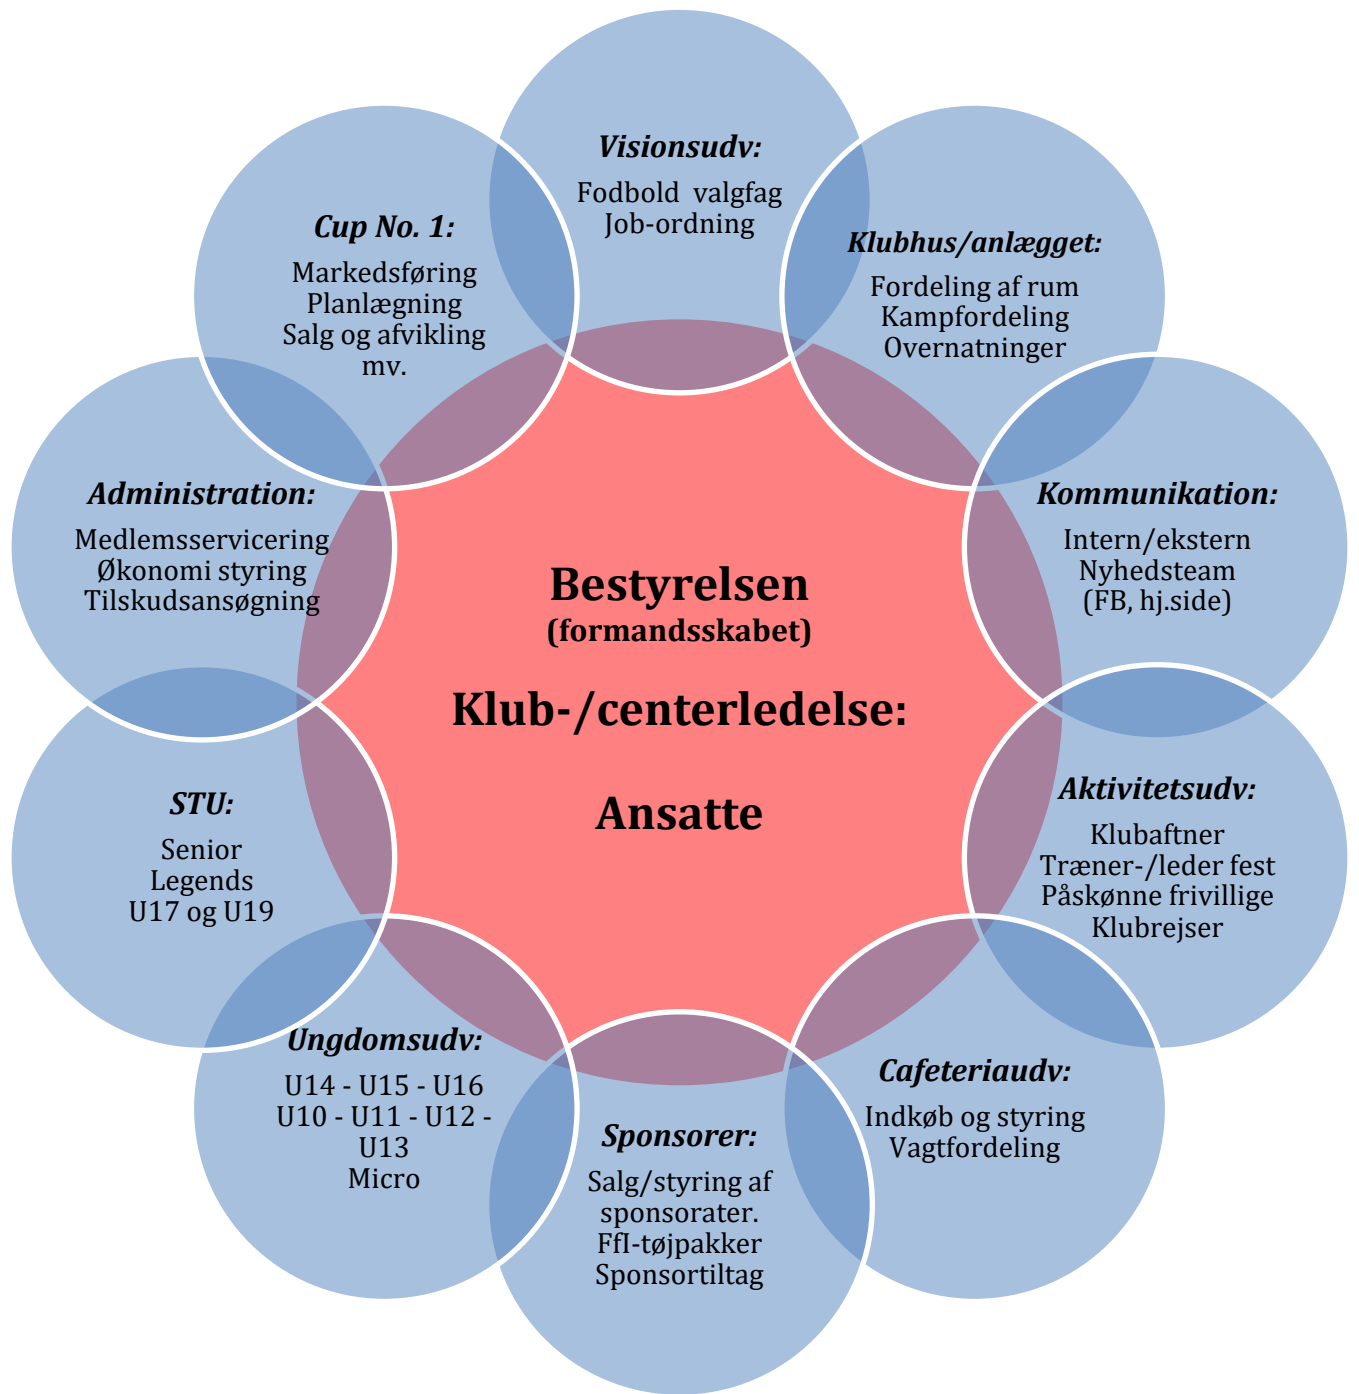 Visionsudv:
Fodbold  valgfag
Job-ordning
Klubhus/anlægget:
Fordeling af rum
Kampfordeling
Overnatninger
Kommunikation:
Intern/ekstern
Nyhedsteam
(FB, hj.side)
Aktivitetsudv:
Klubaftner
Træner-/leder fest
Påskønne frivillige
Klubrejser
Cafeteriaudv:
Indkøb og styring
Vagtfordeling
Sponsorer:
Salg/styring af
sponsorater.
FfI-tøjpakker
Sponsortiltag
Ungdomsudv:
U14 - U15 - U16
U10 - U11 - U12 -
U13
Micro
STU:
Senior
Legends
U17 og U19
Administration:
Medlemsservicering
Økonomi styring
Tilskudsansøgning
Cup No. 1:
Markedsføring
Planlægning
Salg og afvikling
mv.
Bestyrelsen
(formandsskabet)
Klub-/centerledelse:
Ansatte